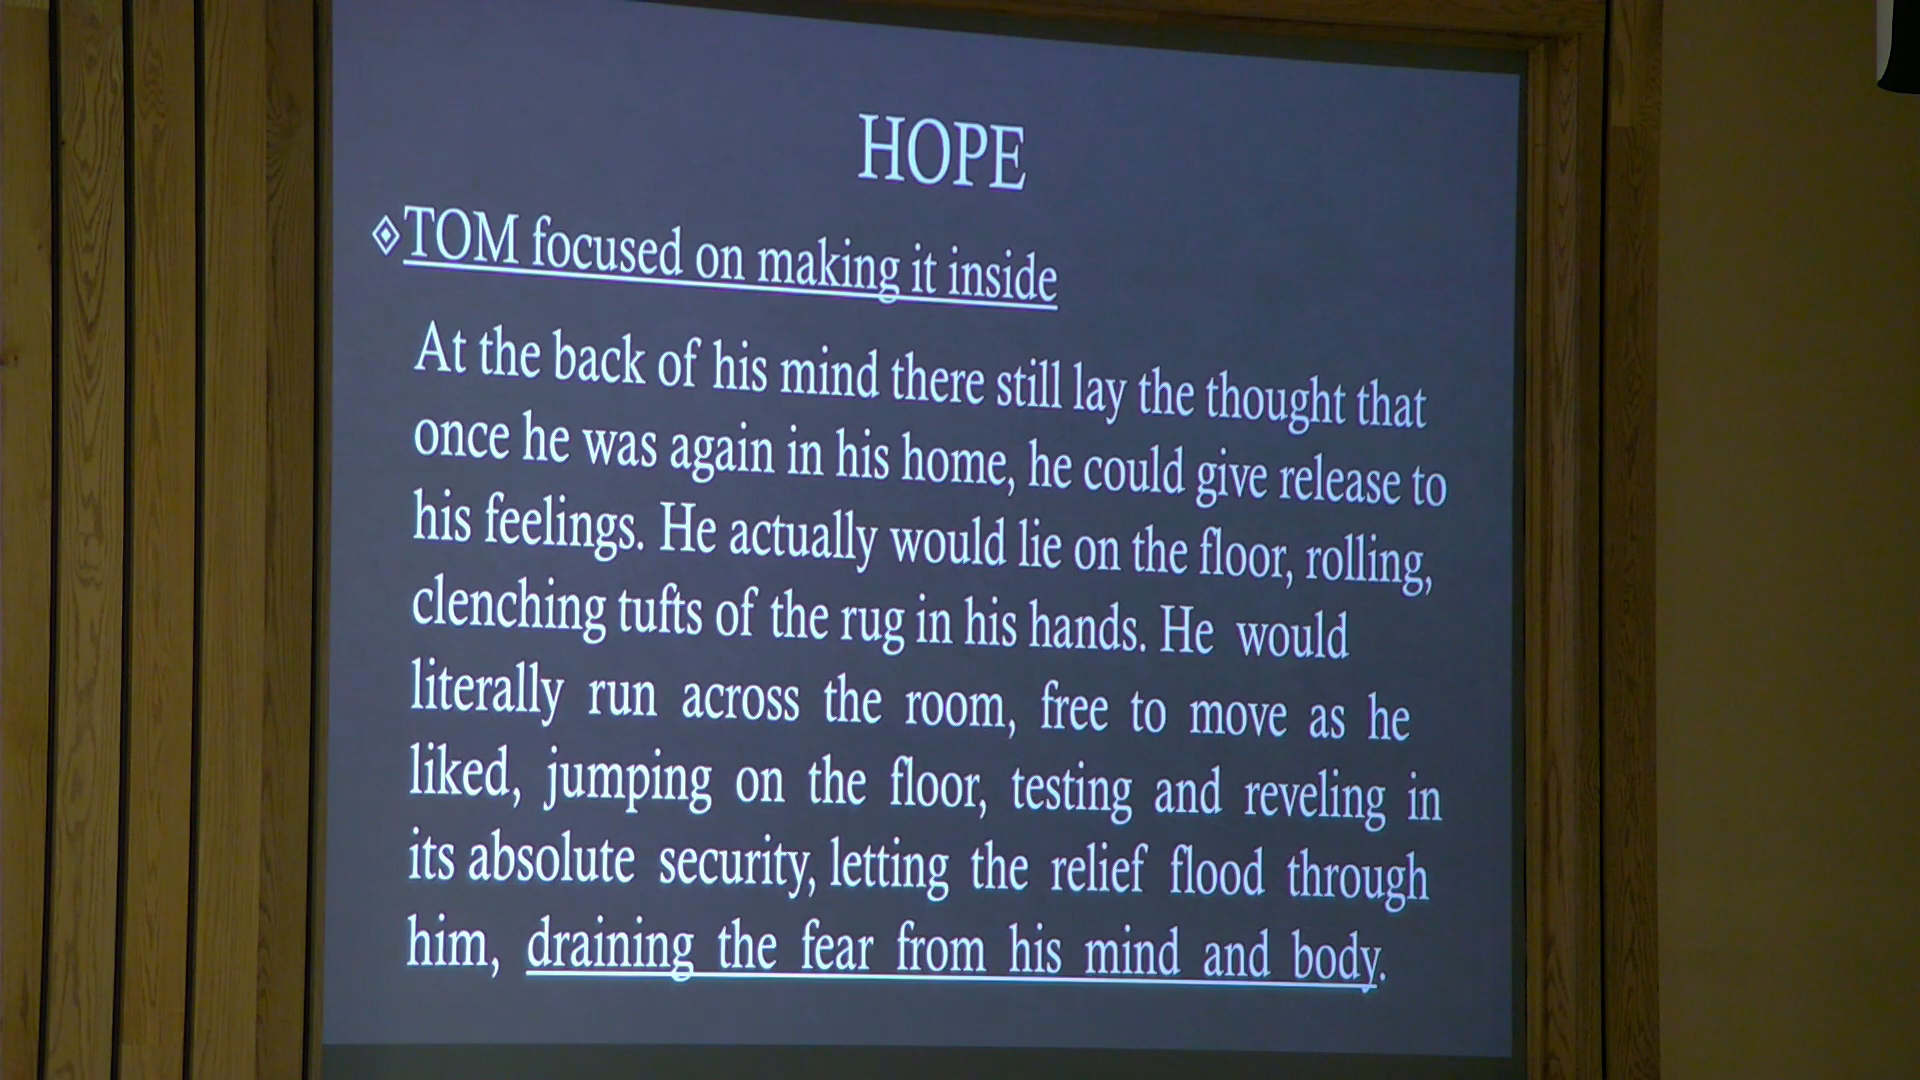 HOPE
TOM focused on making it inside
At the back of his mind there still lay the thought that
once he was again in his home, he could give release to
his feelings. He actually would lie on the floor, rolling,
clenching tufts of the rug in his hands. He would
literally run across the room, free to move as he
liked, jumping on the floor, testing and reveling in
its absolute security, letting the relief flood through
him, draining the fear from his mind and body.